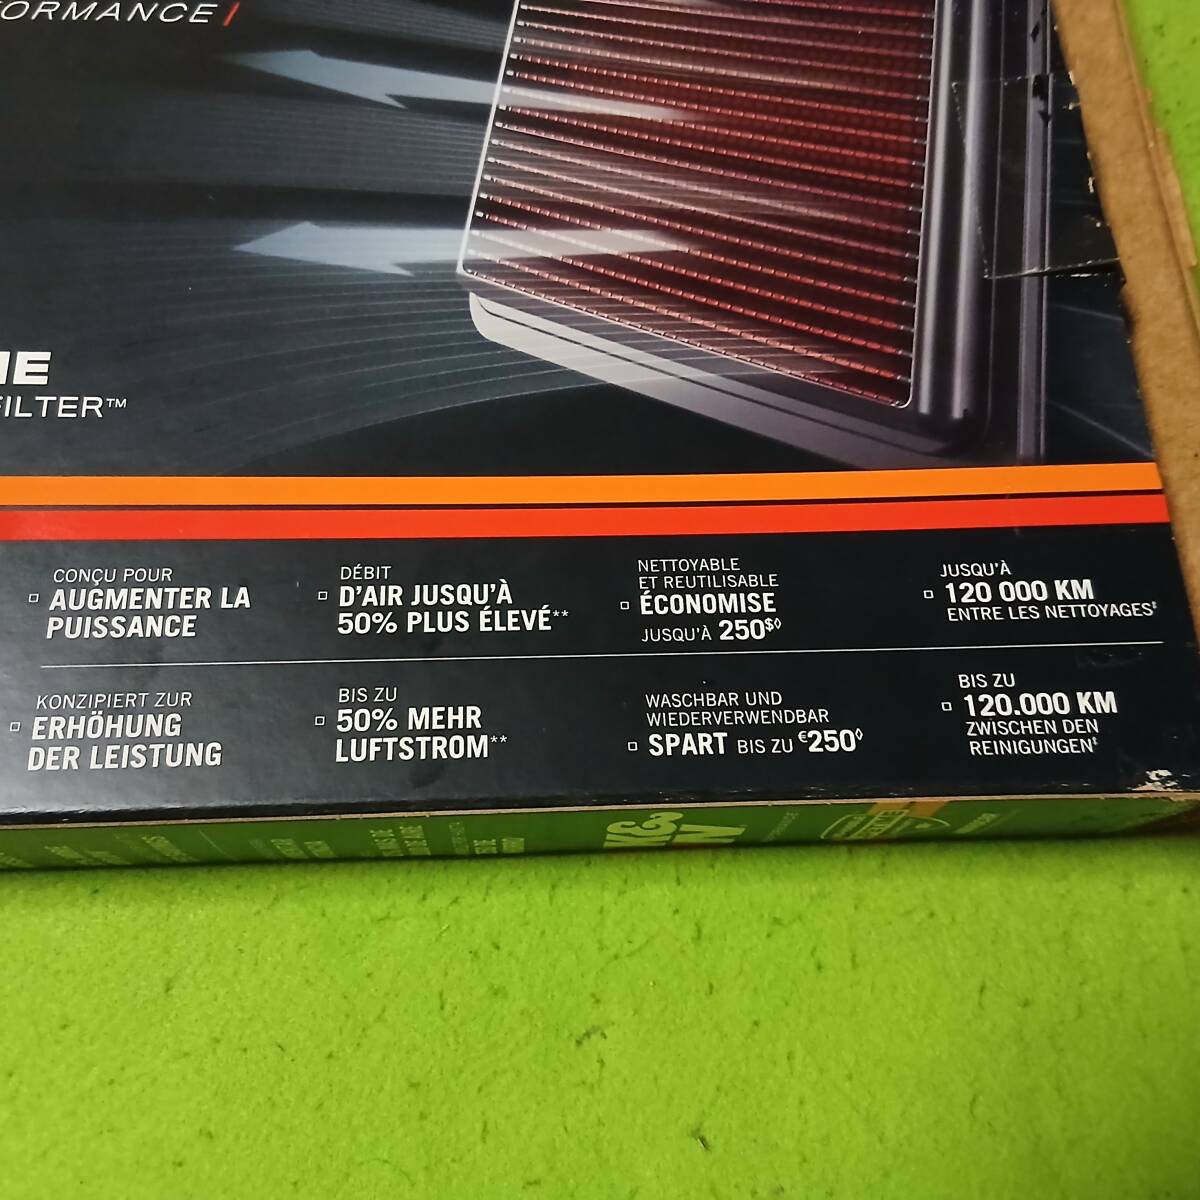 FORMANCE /
ME
FILTER™
CONÇU POUR
AUGMENTER LA
PUISSANCE
DÉBIT
D'AIR JUSQU'À
50% PLUS ÉLEVÉ**
NETTOYABLE
ET REUTILISABLE
ÉCONOMISE
JUSQU'À 250$◊
JUSQU'À
120 000 KM
ENTRE LES NETTOYAGES‡
KONZIPIERT ZUR
ERHÖHUNG
DER LEISTUNG
BIS ZU
50% MEHR
LUFTSTROM**
WASCHBAR UND
WIEDERVERWENDBAR
SPART BIS ZU €250◊
BIS ZU
120.000 KM
ZWISCHEN DEN
REINIGUNGEN‡
K&N